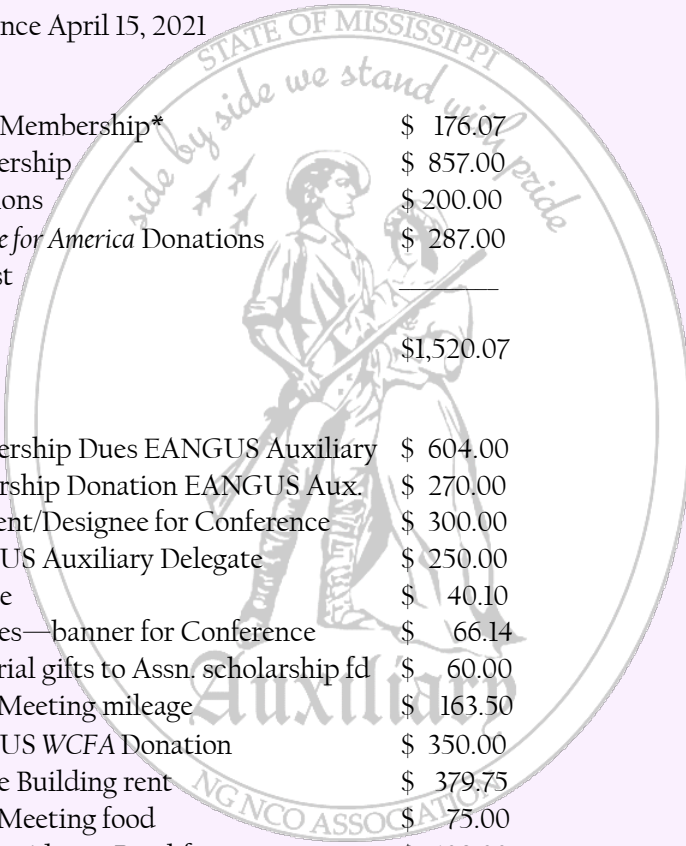 nce April 15, 2021
STATE OF MISSISSIPPI
side by side we stand with pride
Membership* $ 176.07
ership $ 857.00
ons $ 200.00
e for America Donations $ 287.00
st
$1,520.07
ership Dues EANGUS Auxiliary $ 604.00
rship Donation EANGUS Aux. $ 270.00
ent/Designee for Conference $ 300.00
US Auxiliary Delegate $ 250.00
e $ 40.10
es—banner for Conference $ 66.14
rial gifts to Assn. scholarship fd $ 60.00
Meeting mileage $ 163.50
Auxiliary
US WCFA Donation $ 350.00
e Building rent $ 379.75
Meeting food $ 75.00
NG NCO ASSOCIATION